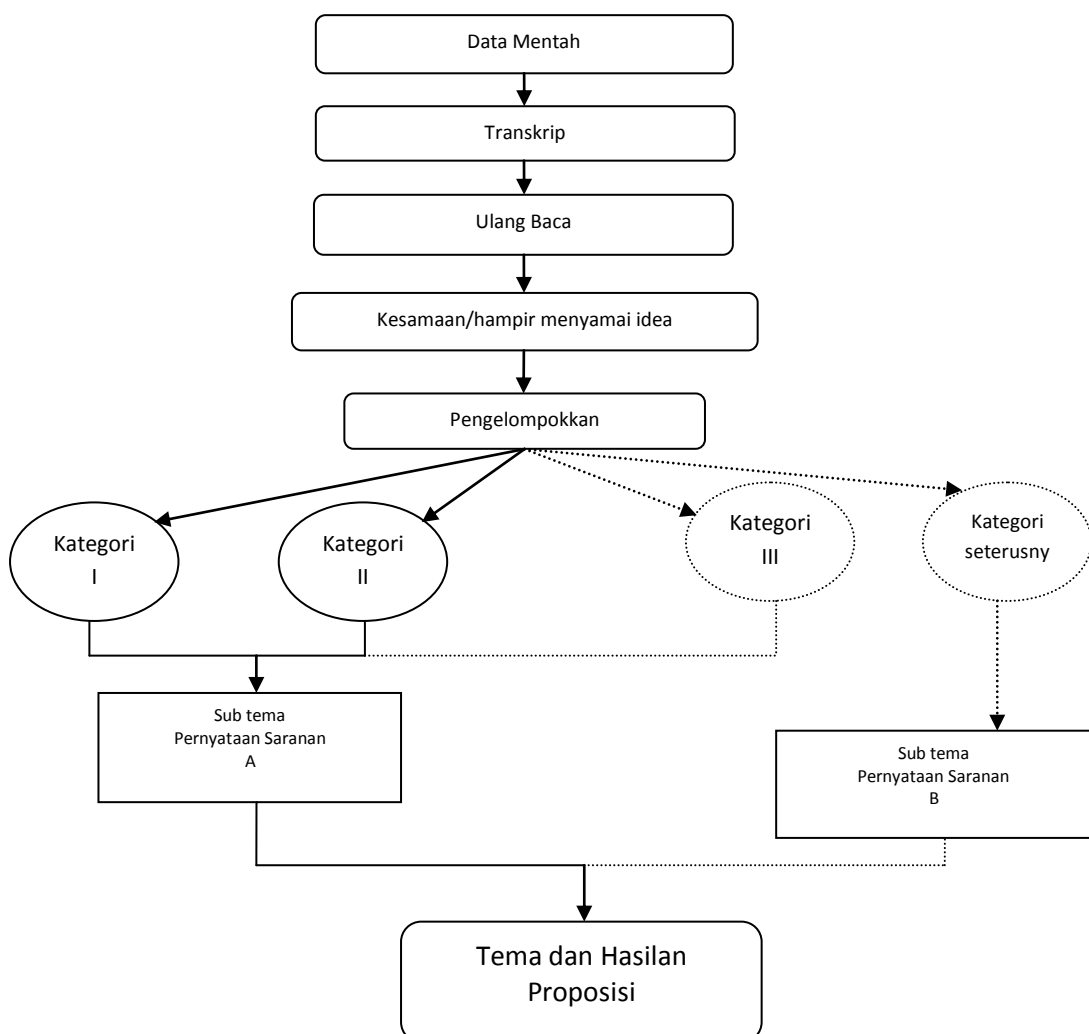 Data Mentah
Transkrip
Ulang Baca
Kesamaan/hampir menyamai idea
Pengelompokkan
Kategori
I
Kategori
II
Kategori
III
Kategori
seterusny
Sub tema
Pernyataan Saranan
A
Sub tema
Pernyataan Saranan
B
Tema dan Hasilan
Proposisi